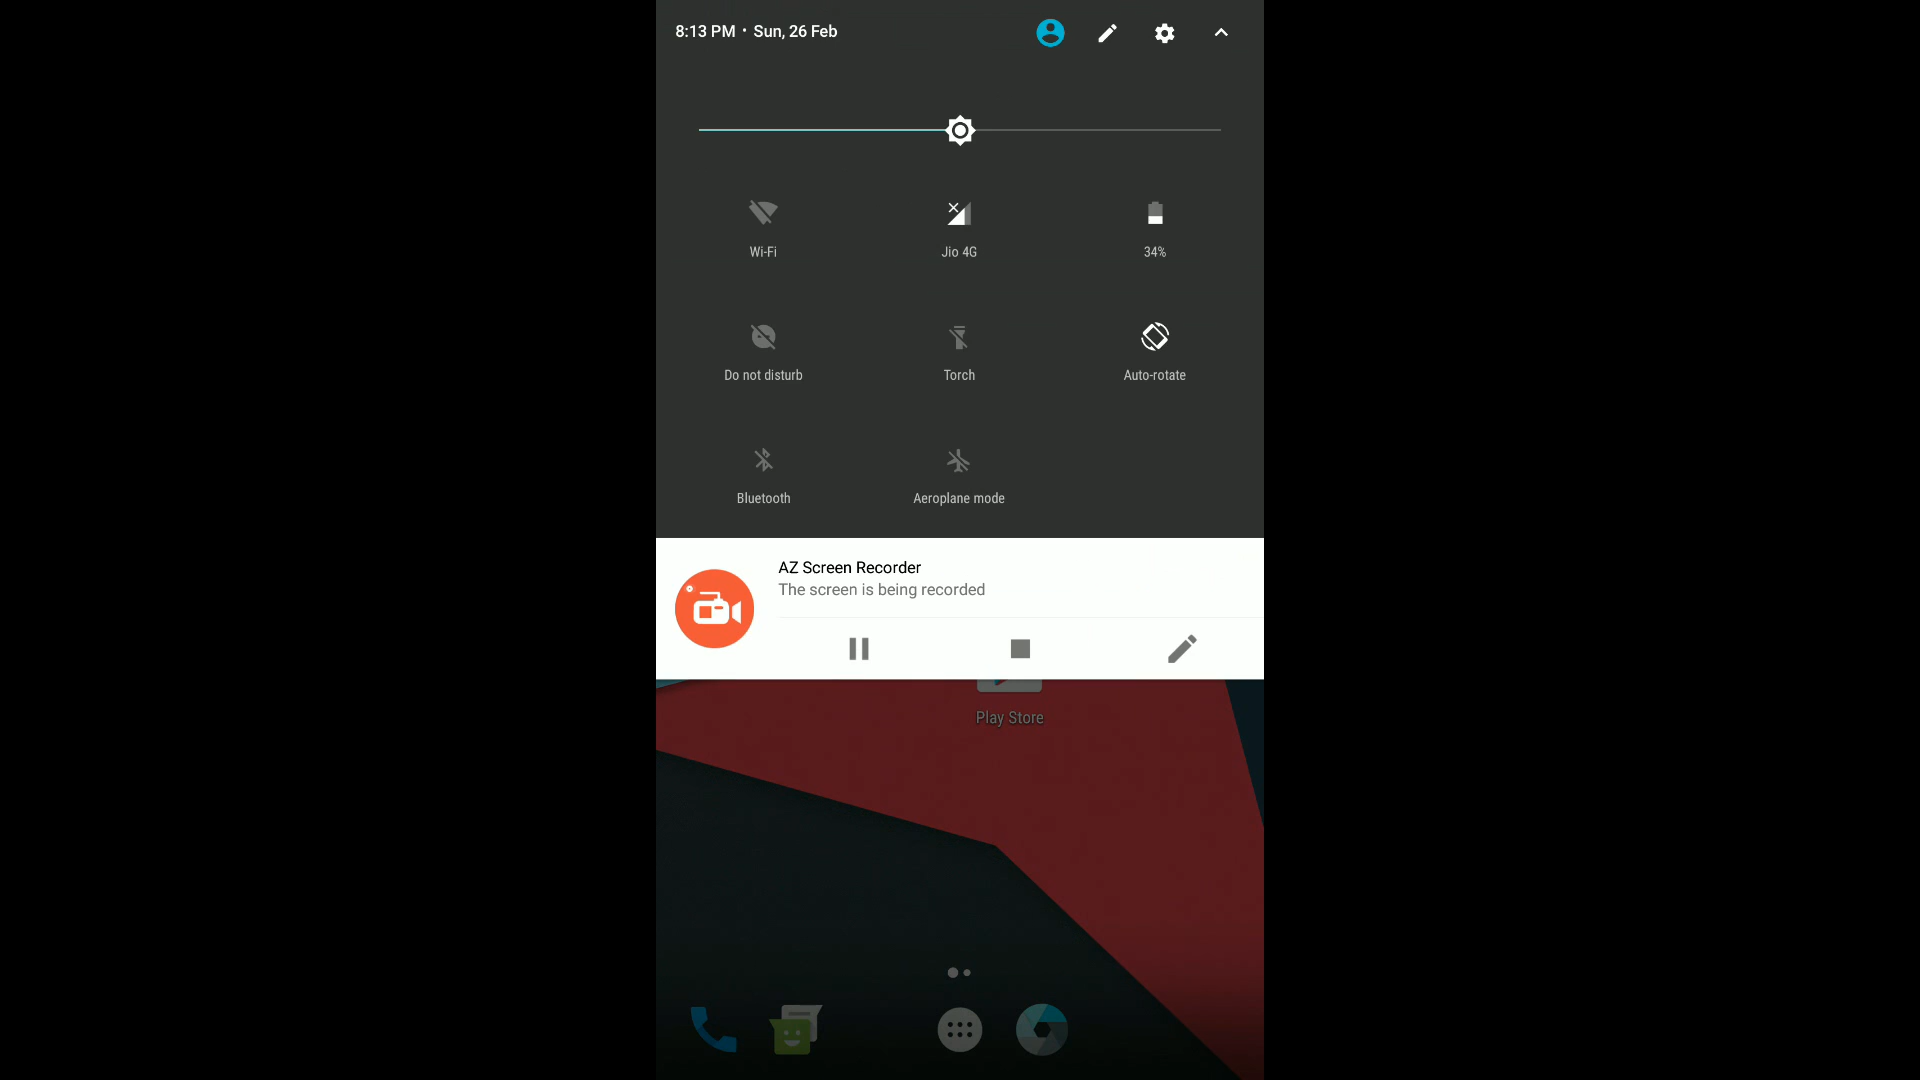 8:13 PM • Sun, 26 Feb
Wi-Fi
Jio 4G
34%
Do not disturb
Torch
Auto-rotate
Bluetooth
Aeroplane mode
AZ Screen Recorder
The screen is being recorded
Play Store